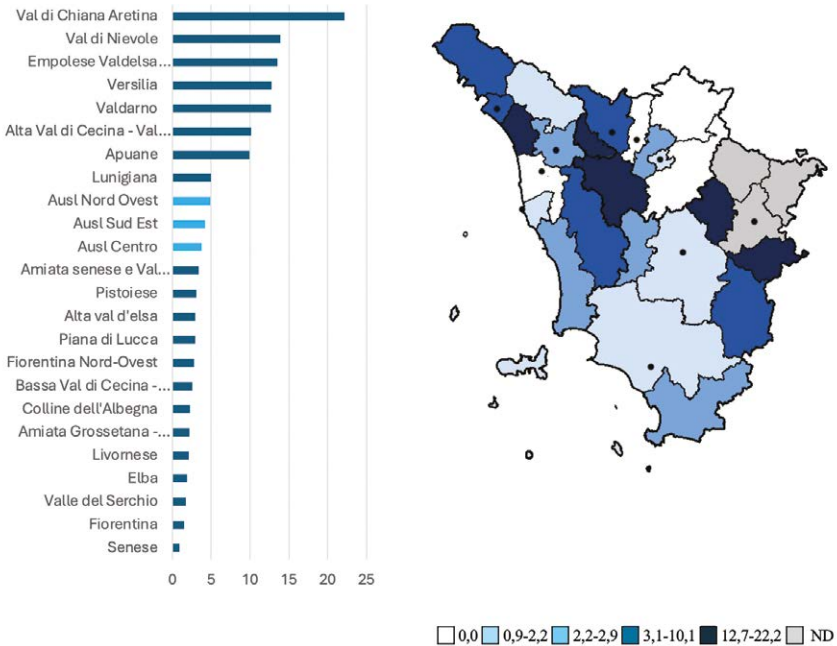 Val di Chiana Aretina
Val di Nievole
Empolese Valdelsa...
Versilia
Valdarno
Alta Val di Cecina - Val...
Apuane
Lunigiana
Ausl Nord Ovest
Ausl Sud Est
Ausl Centro
Amiata senese e Val...
Pistoiese
Alta val d'elsa
Piana di Lucca
Fiorentina Nord-Ovest
Bassa Val di Cecina -...
Colline dell'Albegna
Amiata Grossetana -...
Livornese
Elba
Valle del Serchio
Fiorentina
Senese
0 5 10 15 20 25
0,0 0,9-2,2 2,2-2,9 3,1-10,1 12,7-22,2 ND